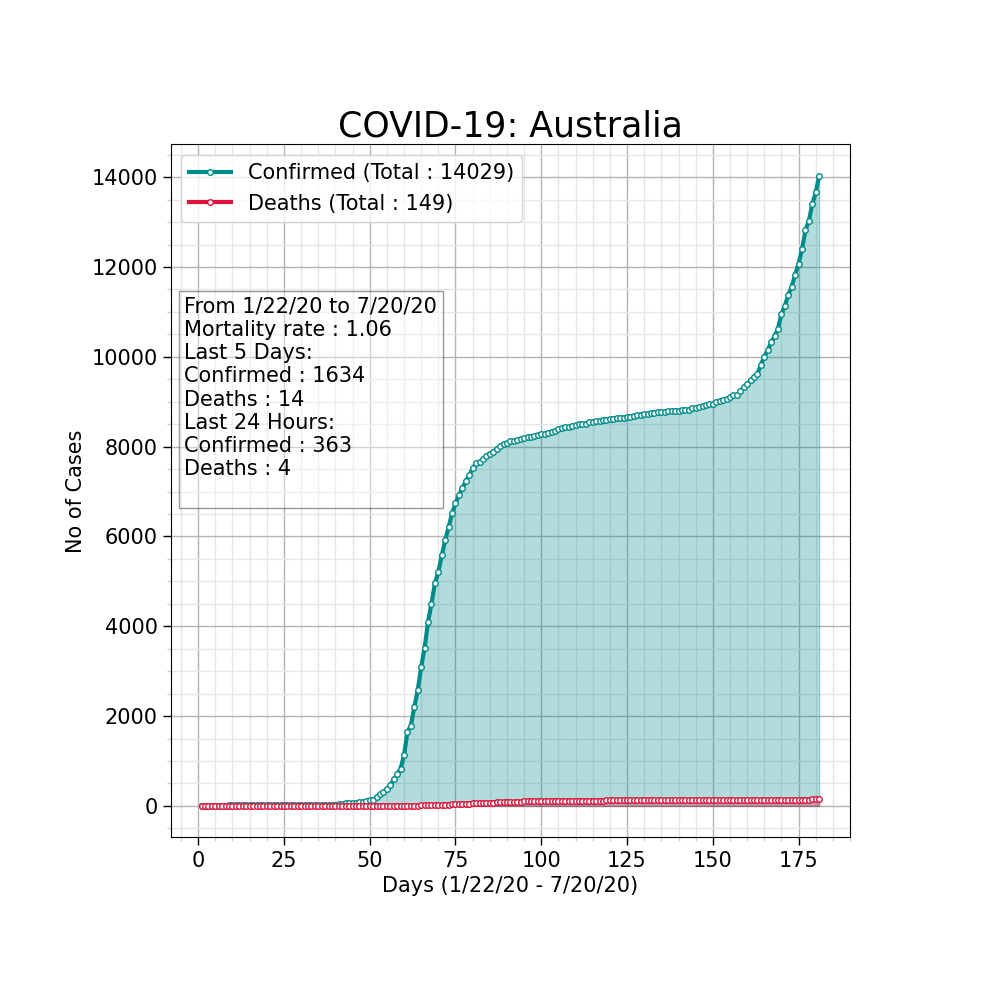 COVID-19: Australia
Confirmed (Total : 14029)
Deaths (Total : 149)
From 1/22/20 to 7/20/20
Mortality rate : 1.06
Last 5 Days:
Confirmed : 1634
Deaths : 14
Last 24 Hours:
Confirmed : 363
Deaths : 4
No of Cases
14000
12000
10000
8000
6000
4000
2000
0
0 25 50 75 100 125 150 175
Days (1/22/20 - 7/20/20)